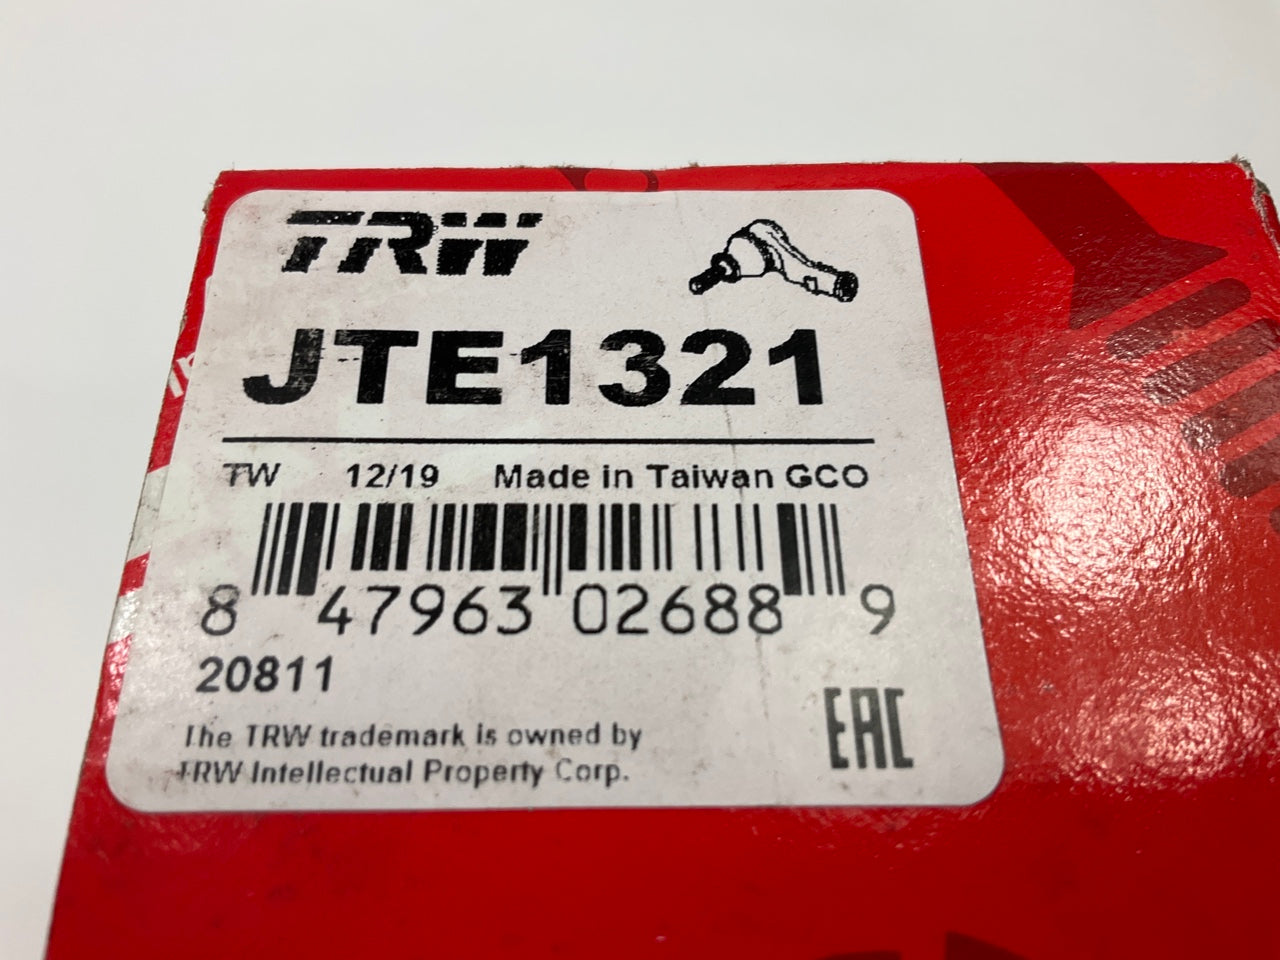 TRW
JTE1321
TW 12/19 Made in Taiwan GCO
8 47963 02688 9
20811
The TRW trademark is owned by
TRW Intellectual Property Corp.
EAC